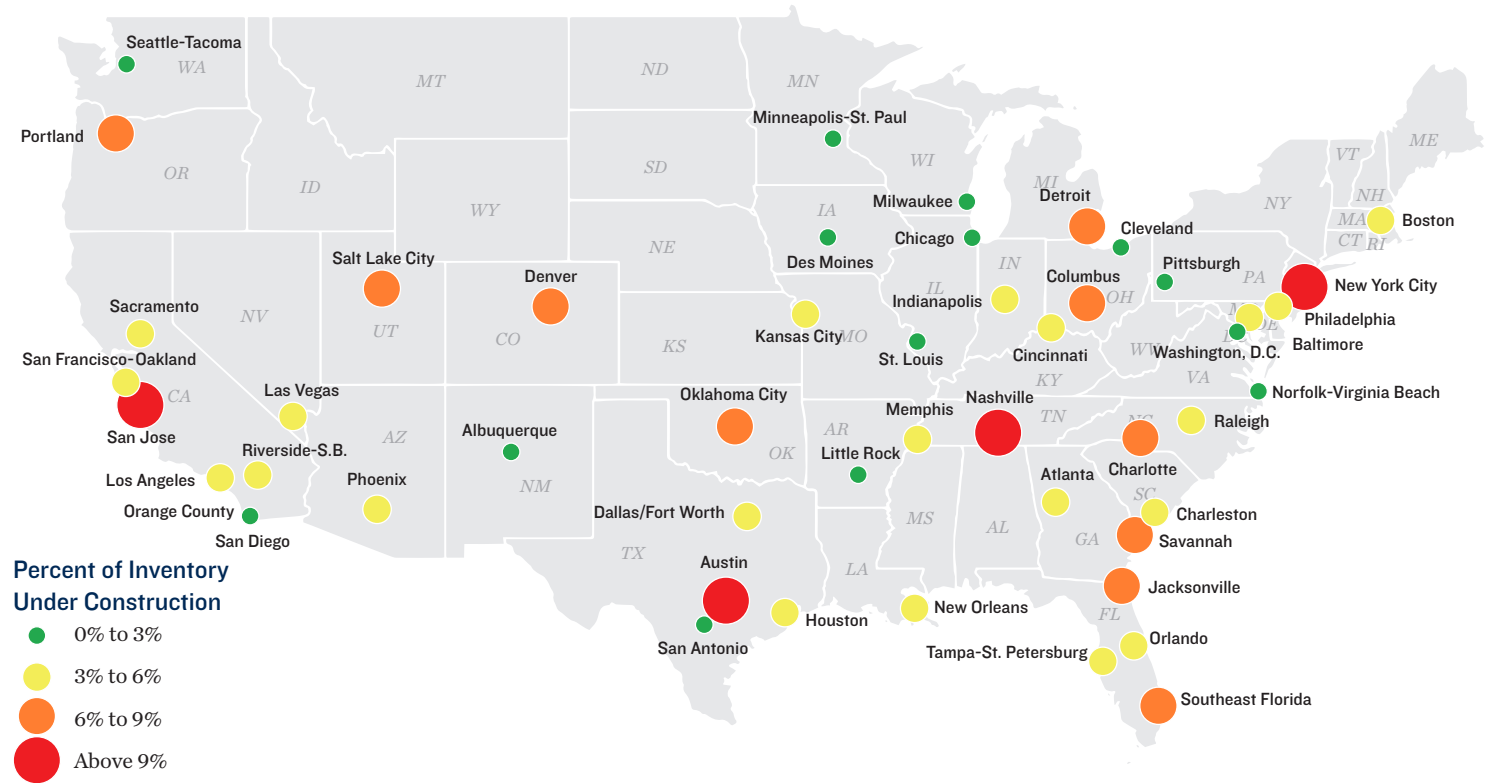 Seattle-Tacoma
WA
MT
ND
MN
Minneapolis-St. Paul
Portland
OR
ID
SD
WI
MI
VT
ME
NH
NY
MA
Boston
CT
RI
WY
IA
Milwaukee
Detroit
Cleveland
Chicago
Des Moines
NE
Salt Lake City
Denver
IN
Columbus
OH
Pittsburgh
PA
New York City
Sacramento
NV
UT
CO
IL
Indianapolis
Philadelphia
DE
Baltimore
Kansas City
MO
KS
St. Louis
Cincinnati
WV
Washington, D.C.
San Francisco-Oakland
CA
San Jose
Las Vegas
KY
VA
Norfolk-Virginia Beach
Oklahoma City
Memphis
Nashville
TN
NC
Raleigh
AZ
Albuquerque
OK
AR
Little Rock
Charlotte
Riverside-S.B.
Los Angeles
Phoenix
NM
Atlanta
SC
Orange County
San Diego
Dallas/Fort Worth
MS
AL
GA
Charleston
Savannah
TX
LA
Austin
Jacksonville
FL
Houston
New Orleans
San Antonio
Orlando
Tampa-St. Petersburg
Southeast Florida
Percent of Inventory
Under Construction
0% to 3%
3% to 6%
6% to 9%
Above 9%